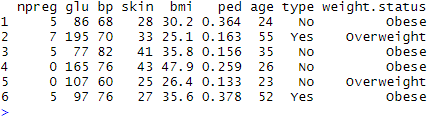 npreg glu bp skin bmi ped age type weight.status
1 5 86 68 28 30.2 0.364 24 No Obese
2 7 195 70 33 25.1 0.163 55 Yes Overweight
3 5 77 82 41 35.8 0.156 35 No Obese
4 0 165 76 43 47.9 0.259 26 No Obese
5 0 107 60 25 26.4 0.133 23 No Overweight
6 5 97 76 27 35.6 0.378 52 Yes Obese
>